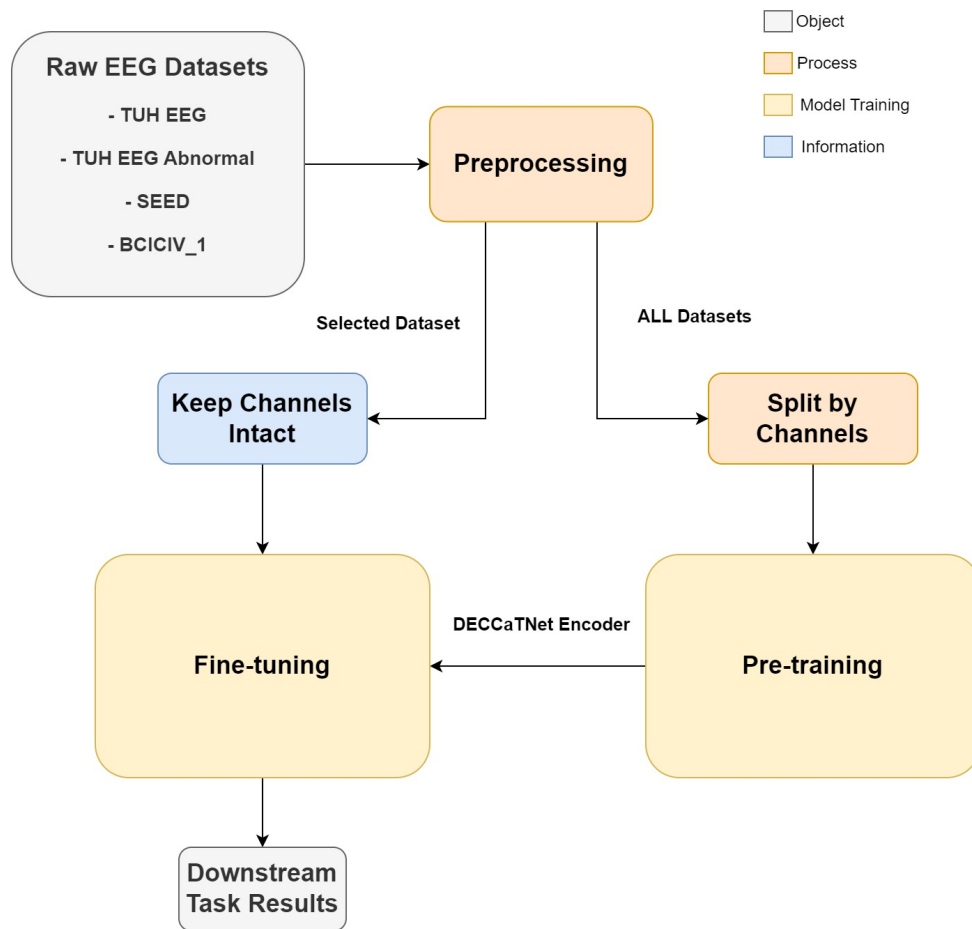 Raw EEG Datasets
- TUH EEG
- TUH EEG Abnormal
- SEED
- BCICIV_1
Object
Process
Model Training
Information
Preprocessing
Selected Dataset
ALL Datasets
Keep Channels
Intact
Split by
Channels
Fine-tuning
DECCaTNet Encoder
Pre-training
Downstream
Task Results